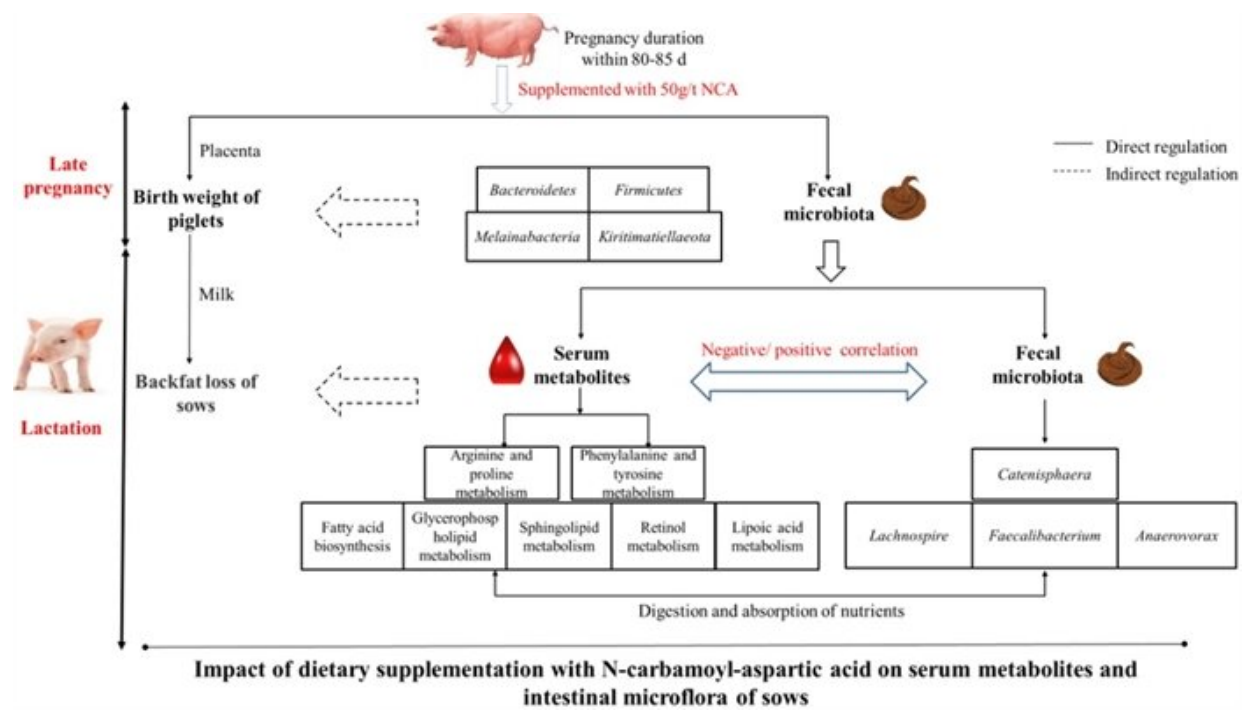 Pregnancy duration
within 80-85 d
Supplemented with 50g/t NCA
Late
pregnancy
Placenta
Birth weight of
piglets
Bacteroidetes
Firmicutes
Melainabacteria
Kiritimatiellaeota
Fecal
microbiota
Direct regulation
Indirect regulation
Milk
Backfat loss of
sows
Lactation
Serum
metabolites
Negative/ positive correlation
Fecal
microbiota
Arginine and
proline
metabolism
Phenylalanine and
tyrosine
metabolism
Fatty acid
biosynthesis
Glycerophosp
holipid
metabolism
Sphingolipid
metabolism
Retinol
metabolism
Lipoic acid
metabolism
Catenisphaera
Lachnospire
Faecalibacterium
Anaerovorax
Digestion and absorption of nutrients
Impact of dietary supplementation with N-carbamoyl-aspartic acid on serum metabolites and
intestinal microflora of sows